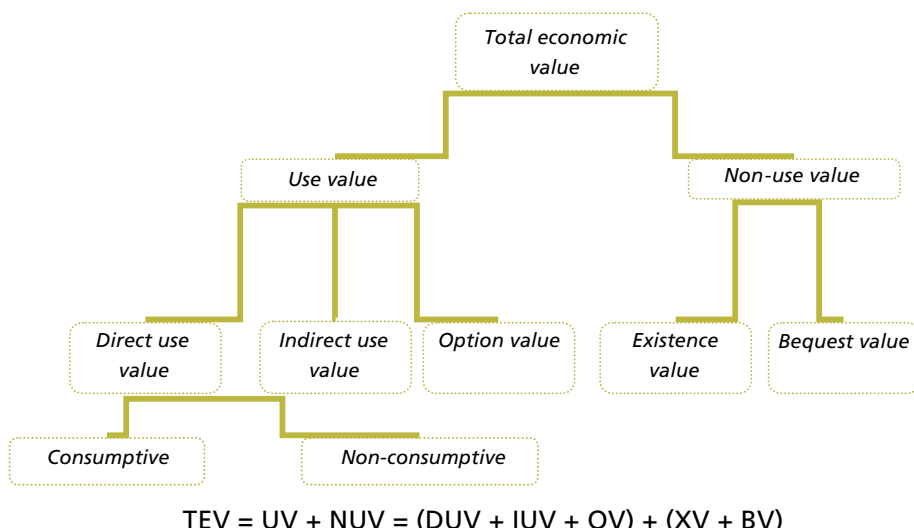 Total economic
value
Use value
Non-use value
Direct use
value
Indirect use
value
Option value
Existence
value
Bequest value
Consumptive
Non-consumptive
TEV = UV + NUV = (DUV + IUV + OV) + (XV + BV)